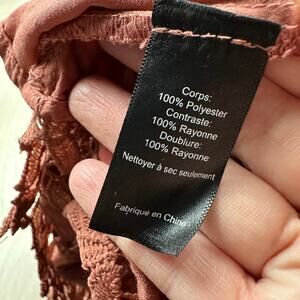 Corps:
100% Polyester
Contraste:
100% Rayonne
Doublure:
100% Rayonne
Nettoyer à sec seulement
Fabriqué en Chine